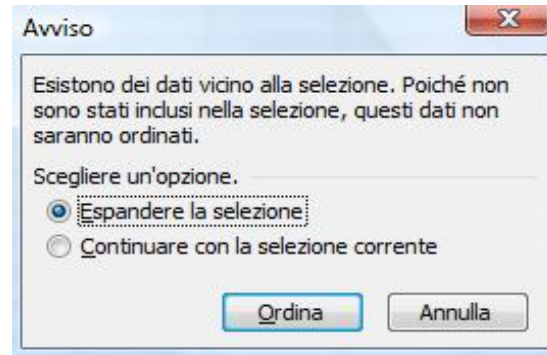 Avviso
Esistono dei dati vicino alla selezione. Poiché non
sono stati inclusi nella selezione, questi dati non
saranno ordinati.
Scegliere un'opzione.
Espandere la selezione
Continuare con la selezione corrente
Ordina Annulla